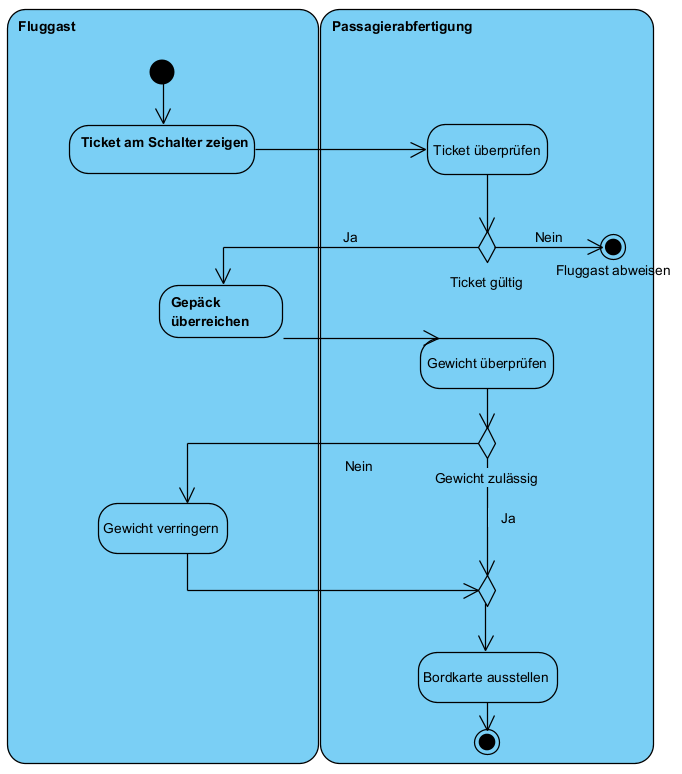 Fluggast
Passagierabfertigung
Ticket am Schalter zeigen
Ticket überprüfen
Ja
Nein
Fluggast abweisen
Ticket gültig
Gepäck
überreichen
Gewicht überprüfen
Nein
Gewicht zulässig
Ja
Gewicht verringern
Bordkarte ausstellen